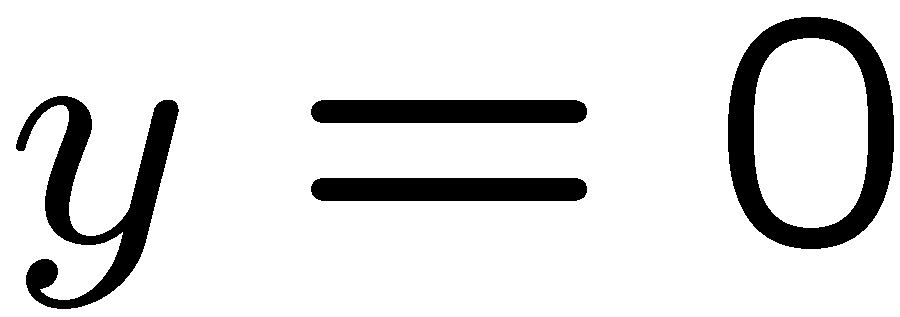 y = 0